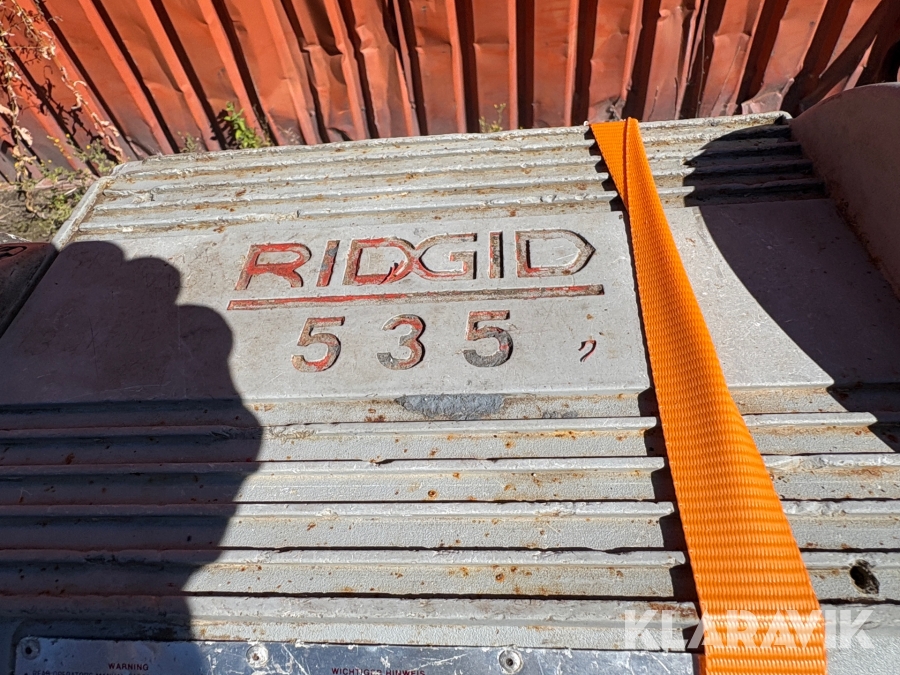 RIDGID
535
WARNING
WICHTIGER HINWEIS
KLARAVIK